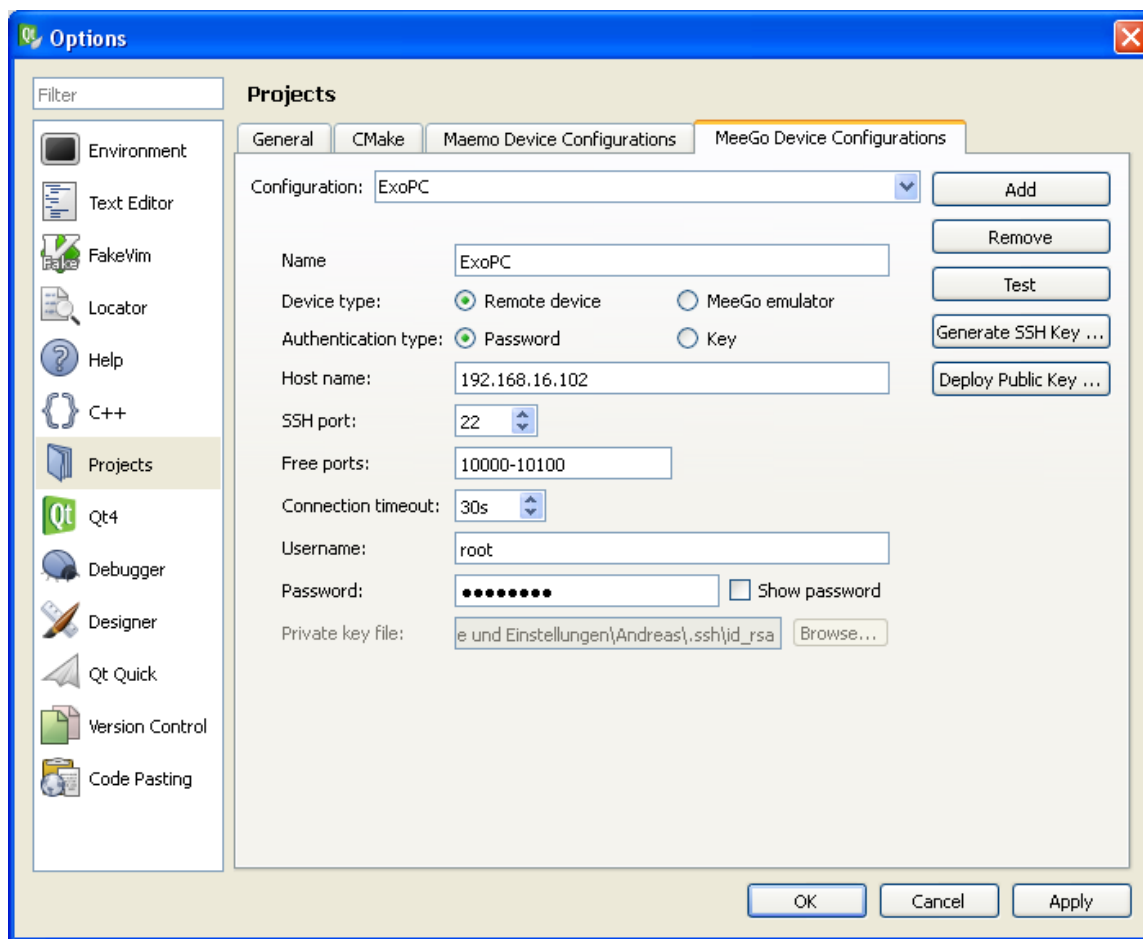 Options
Filter
Environment
Text Editor
FakeVim
Locator
Help
C++
Projects
Qt4
Debugger
Designer
Qt Quick
Version Control
Code Pasting
Projects
General CMake Maemo Device Configurations MeeGo Device Configurations
Configuration: ExoPC
Name ExoPC
Device type: Remote device MeeGo emulator
Authentication type: Password Key
Host name: 192.168.16.102
SSH port: 22
Free ports: 10000-10100
Connection timeout: 30s
Username: root
Password: ●●●●●●●● Show password
Private key file: e und Einstellungen\Andreas\.ssh\id_rsa Browse...
Add
Remove
Test
Generate SSH Key ...
Deploy Public Key ...
OK Cancel Apply